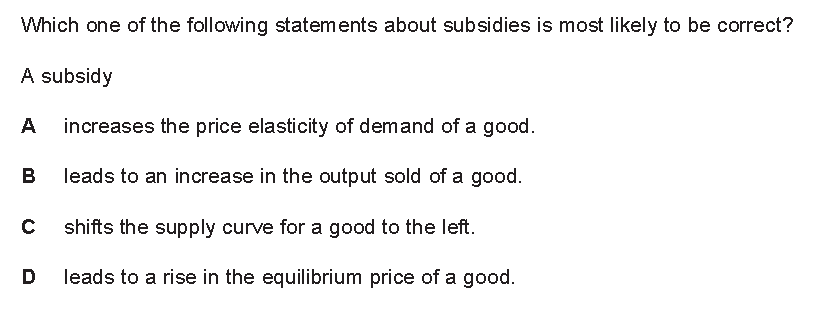 Which one of the following statements about subsidies is most likely to be correct?
A subsidy
A increases the price elasticity of demand of a good.
B leads to an increase in the output sold of a good.
C shifts the supply curve for a good to the left.
D leads to a rise in the equilibrium price of a good.